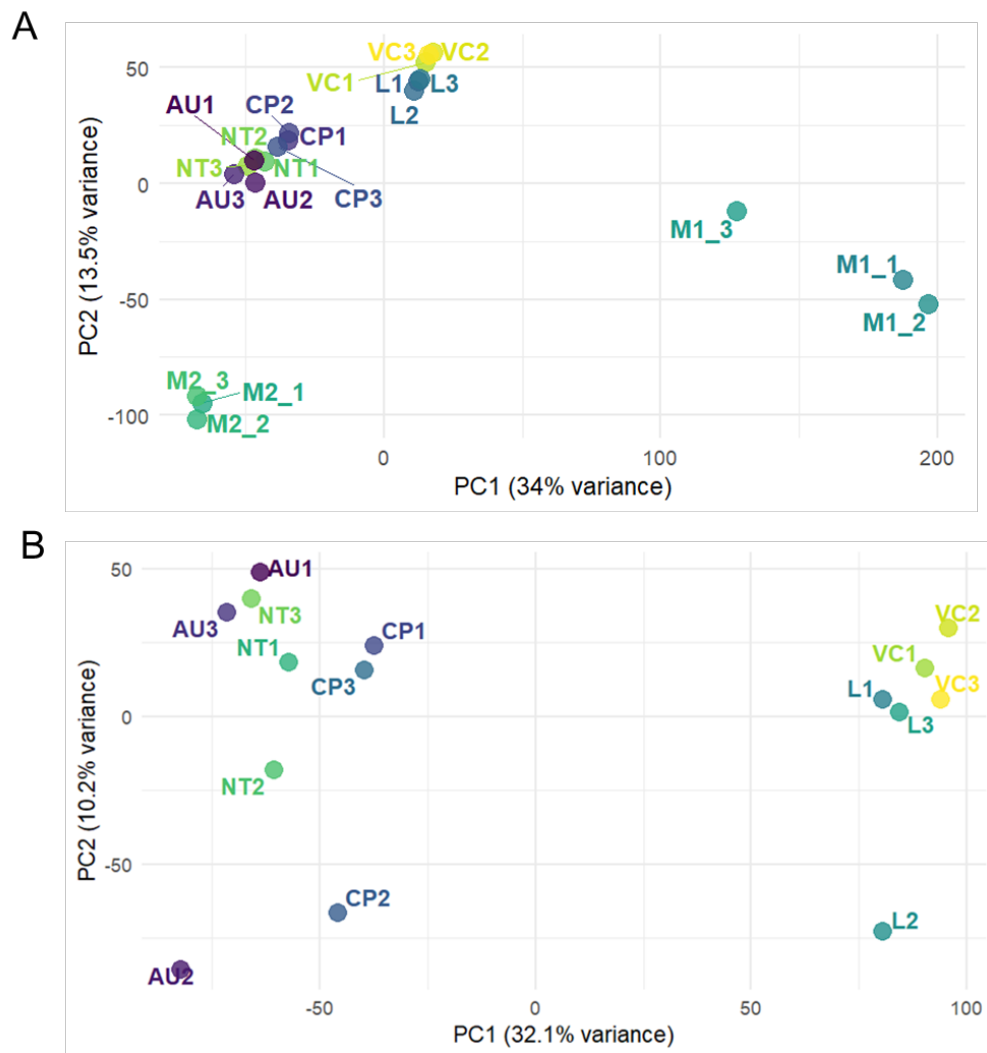 A
VC3 VC2
VC1 L1 L3
L2
AU1 CP2
NT2 CP1
NT3 NT1
AU3 AU2 CP3
M1_3
M1_1
M1_2
M2_3
M2_1
M2_2
50
0
-50
-100
PC2 (13.5% variance)
0 100 200
PC1 (34% variance)
B
AU1
NT3
AU3
NT1
CP1
CP3
NT2
CP2
AU2
VC2
VC1
L1 VC3
L3
L2
50
0
-50
PC2 (10.2% variance)
-50 0 50 100
PC1 (32.1% variance)